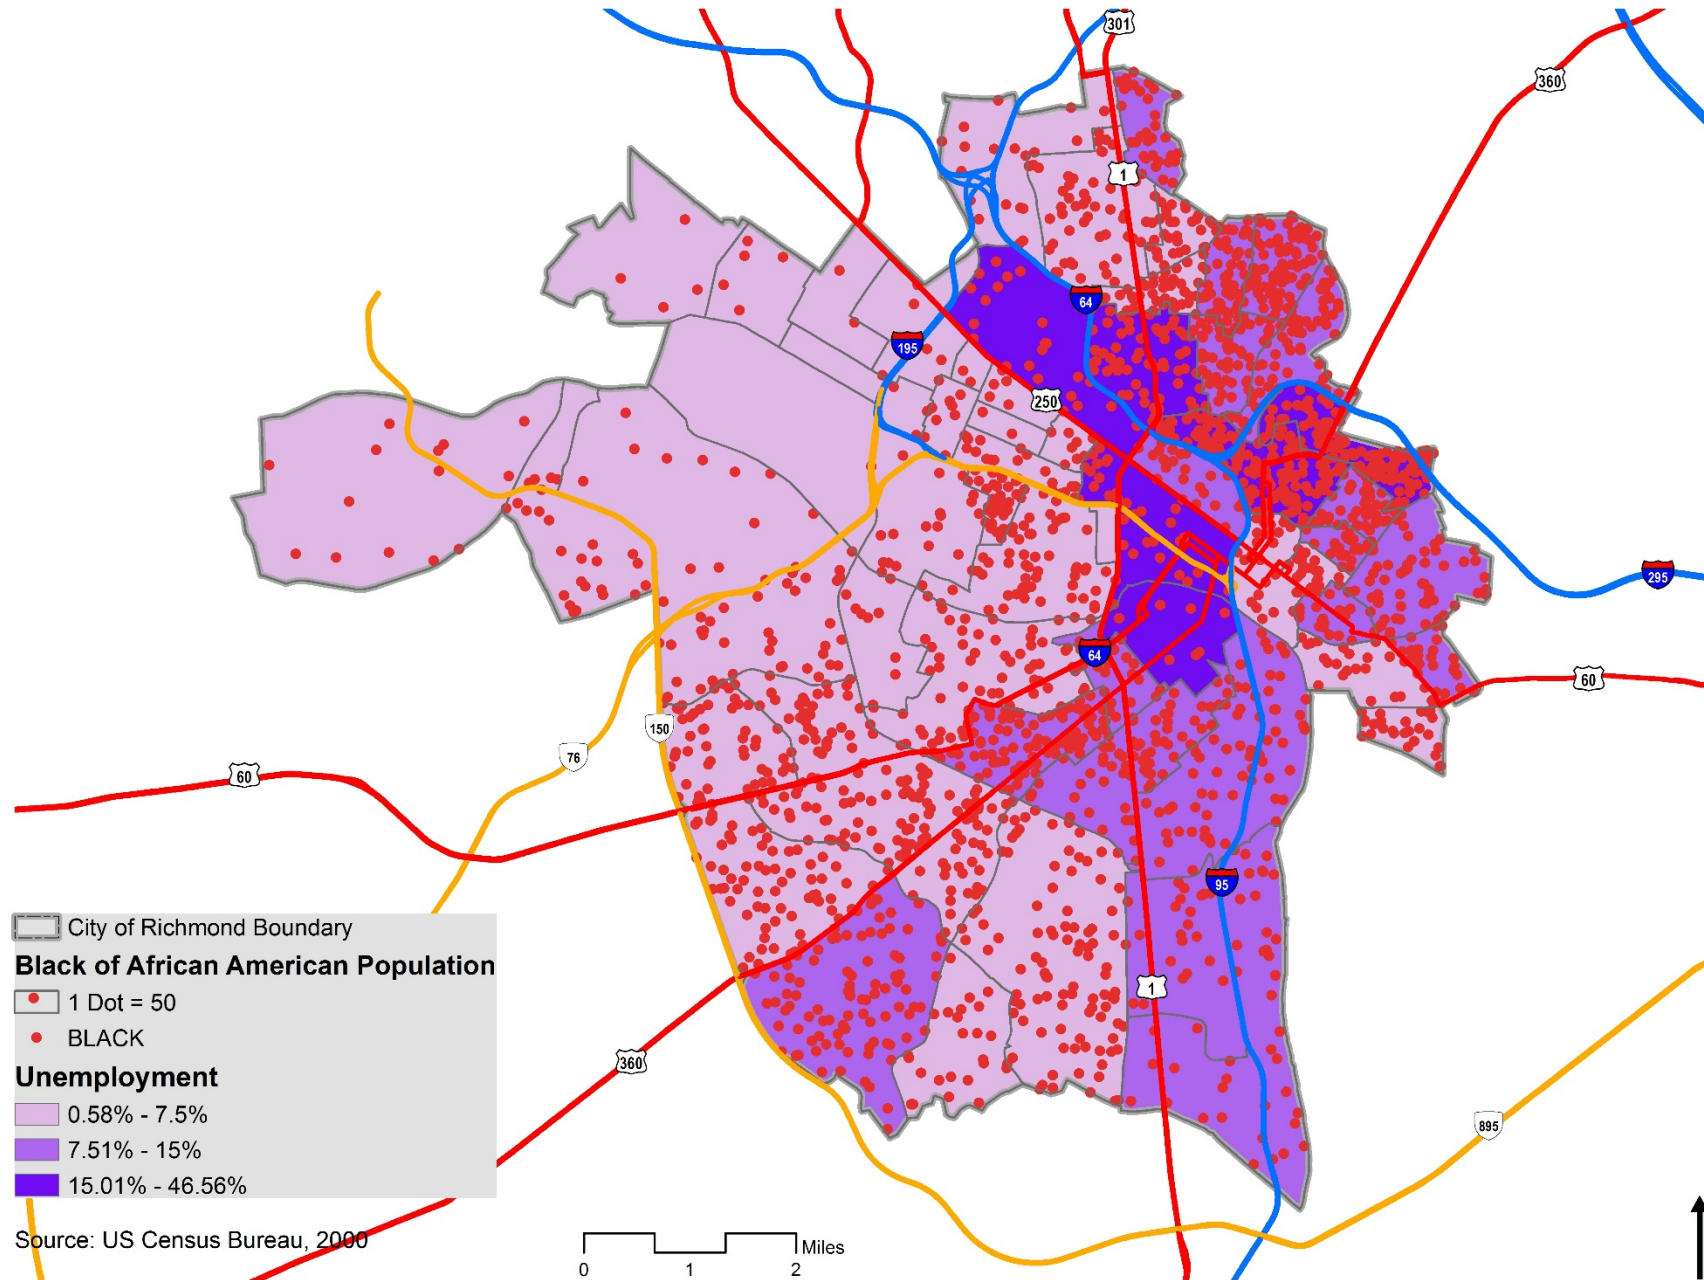 301
360
1
64
195
250
295
64
60
150
76
60
95
1
360
895
City of Richmond Boundary
Black of African American Population
1 Dot = 50
BLACK
Unemployment
0.58% - 7.5%
7.51% - 15%
15.01% - 46.56%
Source: US Census Bureau, 2000
Miles
0 1 2